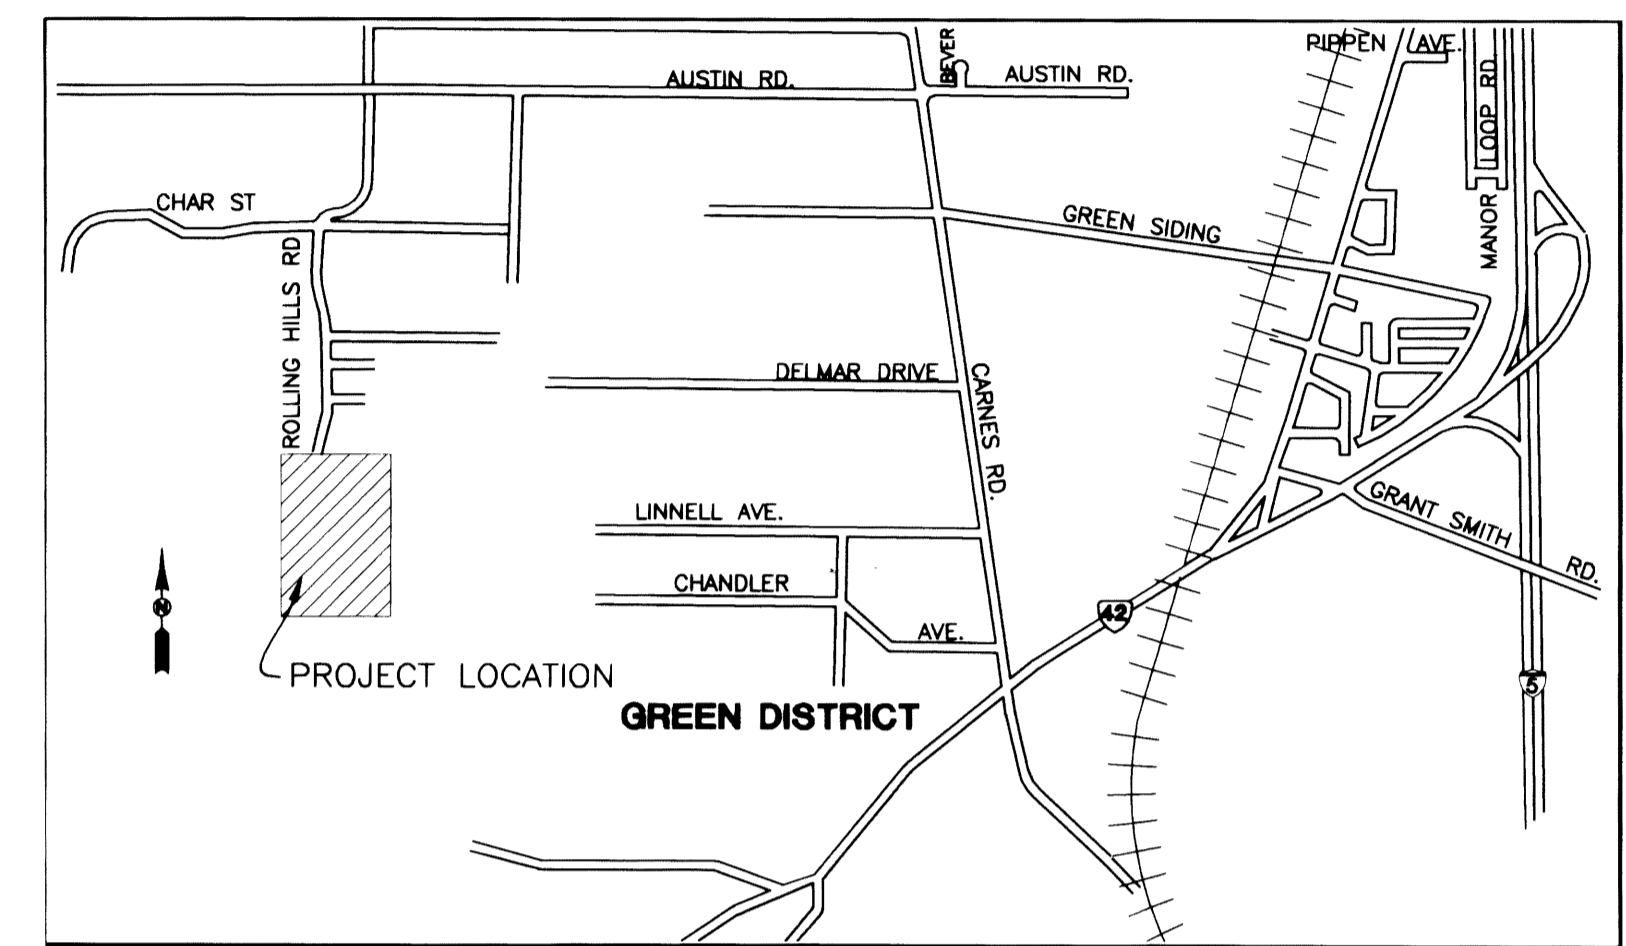 PIPPEN AVE.
BEVER
AUSTIN RD.
AUSTIN RD.
MANOR LOOP RD.
CHAR ST
GREEN SIDING
ROLLING HILLS RD
DELMAR DRIVE
CARNES RD.
GRANT SMITH RD.
LINNELL AVE.
CHANDLER AVE.
N
42
PROJECT LOCATION
5
GREEN DISTRICT